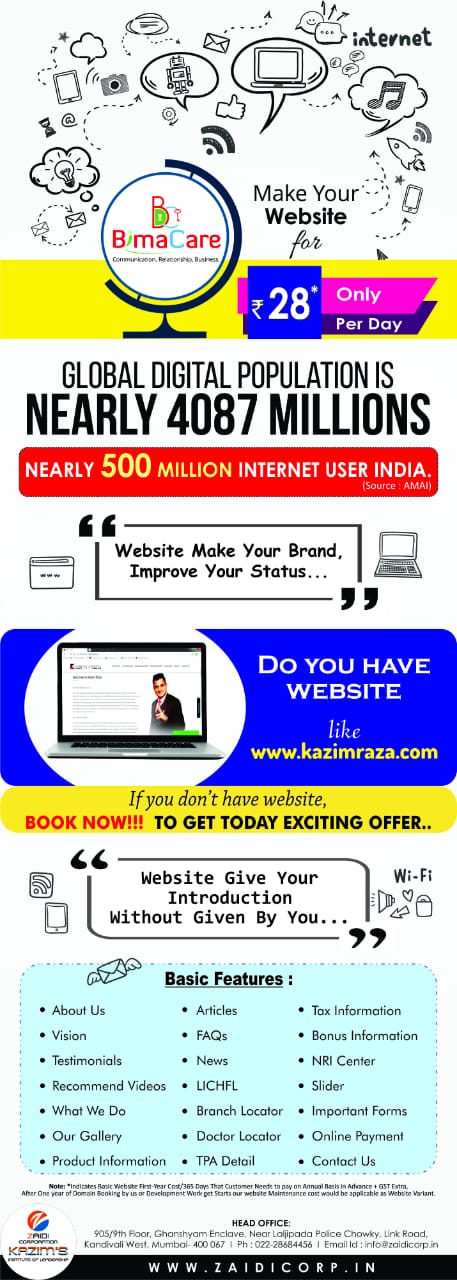 internet
BDC
BimaCare
Communication, Relationship, Business
Make Your
Website
for
₹ 28* Only
Per Day
GLOBAL DIGITAL POPULATION IS
NEARLY 4087 MILLIONS
NEARLY 500 MILLION INTERNET USER INDIA.
(Source : AMAI)
Website Make Your Brand,
Improve Your Status...
www
DO YOU HAVE
WEBSITE
like
www.kazimraza.com
If you don't have website,
BOOK NOW!!! TO GET TODAY EXCITING OFFER..
Website Give Your
Introduction
Without Given By You...
Wi-Fi
Basic Features :
• About Us
• Vision
• Testimonials
• Recommend Videos
• What We Do
• Our Gallery
• Product Information
• Articles
• FAQs
• News
• LICHFL
• Branch Locator
• Doctor Locator
• TPA Detail
• Tax Information
• Bonus Information
• NRI Center
• Slider
• Important Forms
• Online Payment
• Contact Us
Note: *Indicates Basic Website First-Year Cost/365 Days That Customer Needs to pay on Annual Basis in Advance + GST Extra,
After One year of Domain Booking by us or Development Work get Starts our website Maintenance cost would be applicable as Website Variant.
ZAIDI
CORPORATION
KAZIM'S
INSTITUTE OF LEADERSHIP
HEAD OFFICE:
905/9th Floor, Ghanshyam Enclave, Near Laljipada Police Chowky, Link Road,
Kandivali West, Mumbai- 400 067 I Ph : 022-28684456 I Email Id : info@zaidicorp.in
WWW.ZAIDICORP.IN